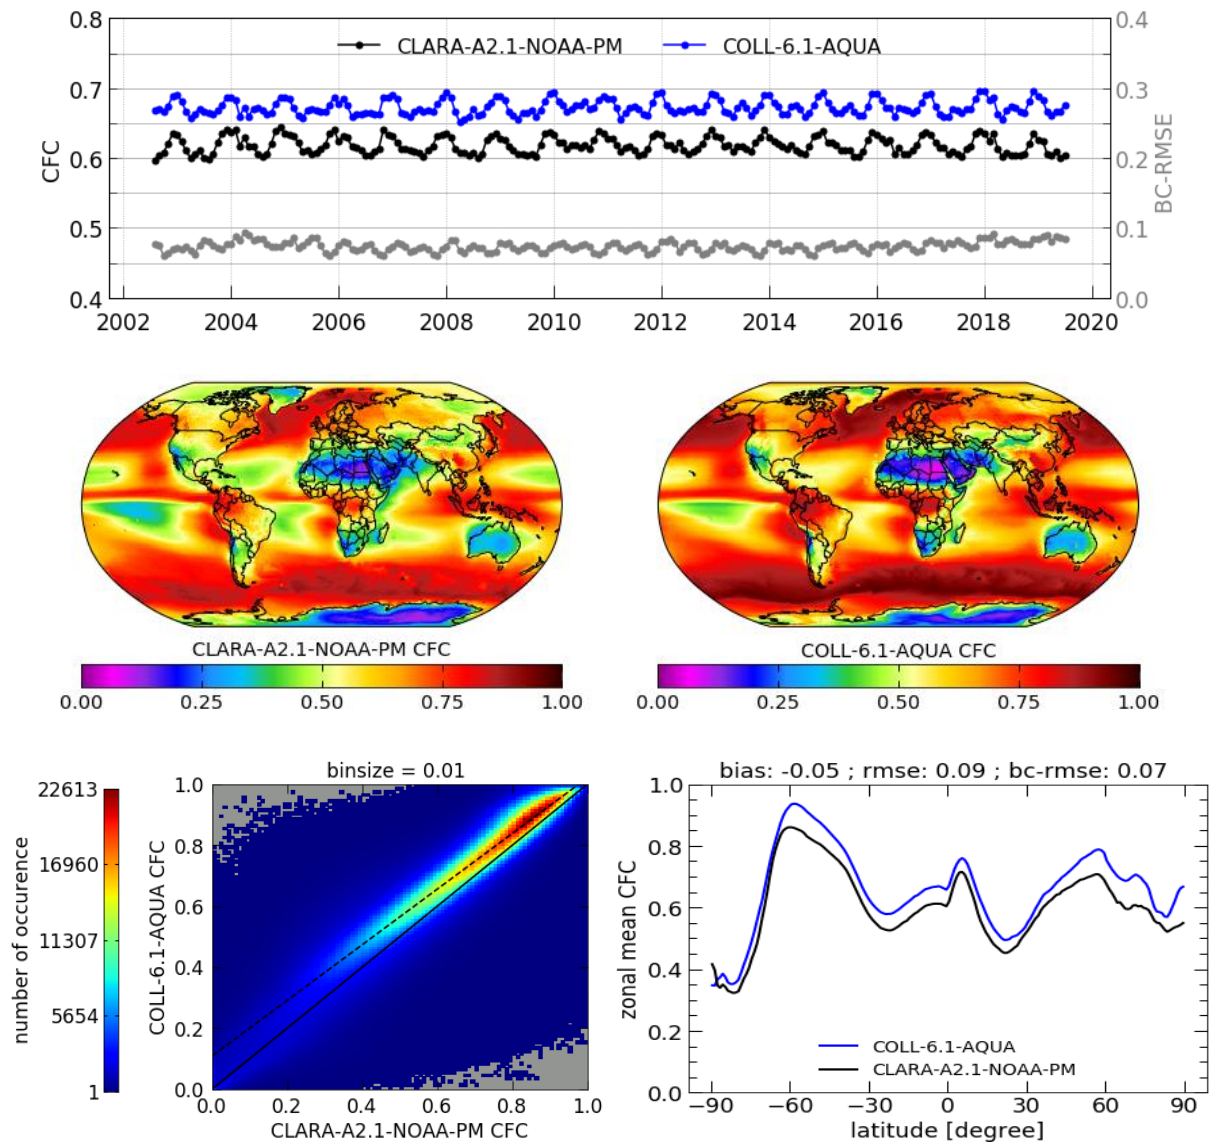 0.8
0.7
0.6
0.5
0.4
CFC
CLARA-A2.1-NOAA-PM
COLL-6.1-AQUA
0.4
0.3
0.2
0.1
0.0
BC-RMSE
2002 2004 2006 2008 2010 2012 2014 2016 2018 2020
CLARA-A2.1-NOAA-PM CFC
0.00 0.25 0.50 0.75 1.00
COLL-6.1-AQUA CFC
0.00 0.25 0.50 0.75 1.00
number of occurence
22613
16960
11307
5654
1
binsize = 0.01
COLL-6.1-AQUA CFC
1.0
0.8
0.6
0.4
0.2
0.0
0.0 0.2 0.4 0.6 0.8 1.0
CLARA-A2.1-NOAA-PM CFC
bias: -0.05 ; rmse: 0.09 ; bc-rmse: 0.07
zonal mean CFC
1.0
0.8
0.6
0.4
0.2
0.0
COLL-6.1-AQUA
CLARA-A2.1-NOAA-PM
−90 −60 −30 0 30 60 90
latitude [degree]